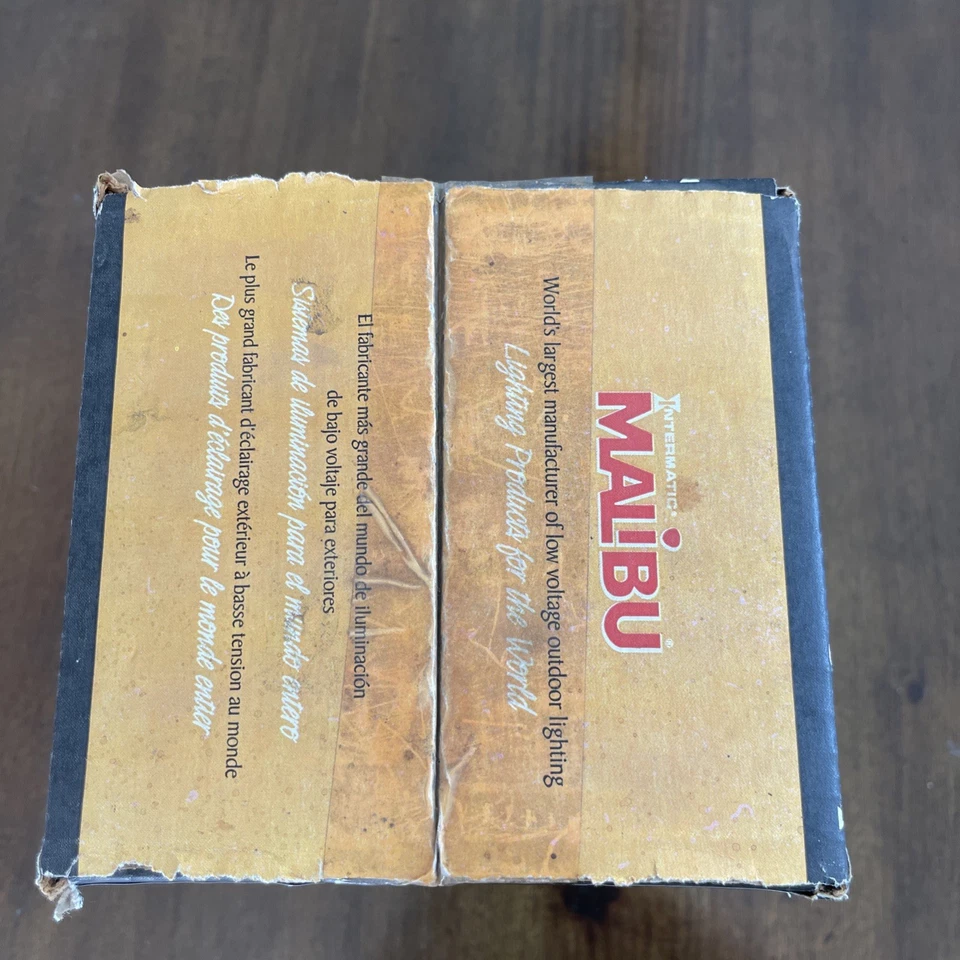 INTERMATIC®
MALiBU®
World's largest manufacturer of low voltage outdoor lighting
Lighting Products for the World
El fabricante más grande del mundo de iluminación
de bajo voltaje para exteriores
Sistemas de iluminación para el mundo entero
Le plus grand fabricant d'éclairage extérieur à basse tension au monde
Des produits d'éclairage pour le monde entier